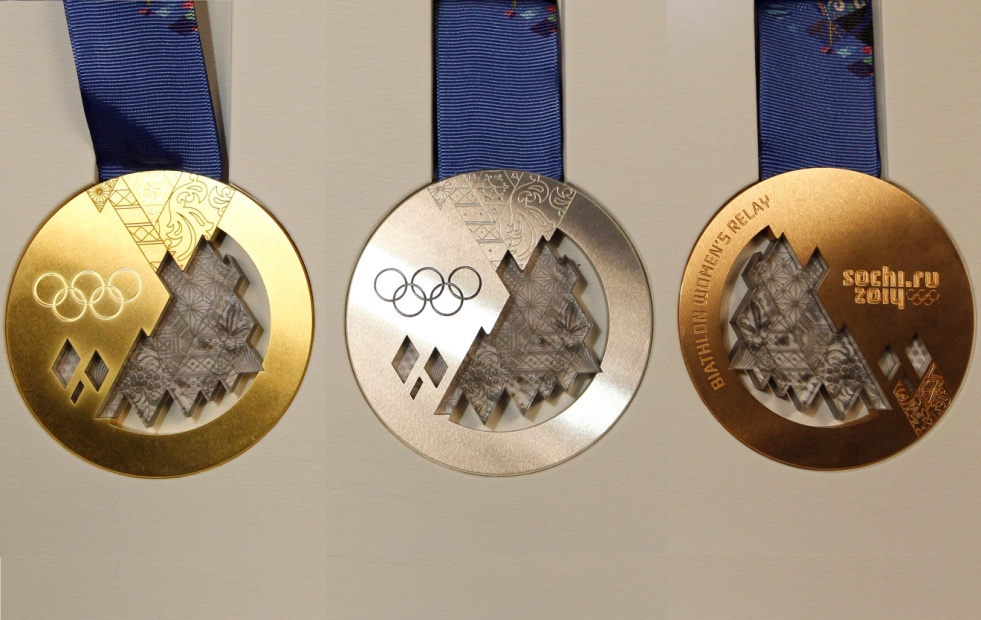 BIATHLON WOMEN'S RELAY
sochi.ru
2014